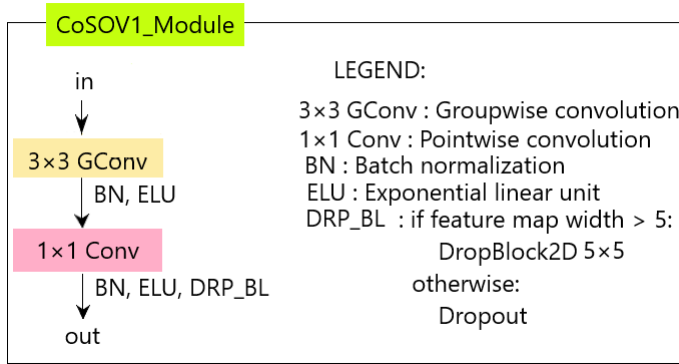 CoSOV1_Module
in
3×3 GConv
BN, ELU
1×1 Conv
BN, ELU, DRP_BL
out
LEGEND:
3×3 GConv : Groupwise convolution
1×1 Conv : Pointwise convolution
BN : Batch normalization
ELU : Exponential linear unit
DRP_BL : if feature map width > 5:
DropBlock2D 5×5
otherwise:
Dropout